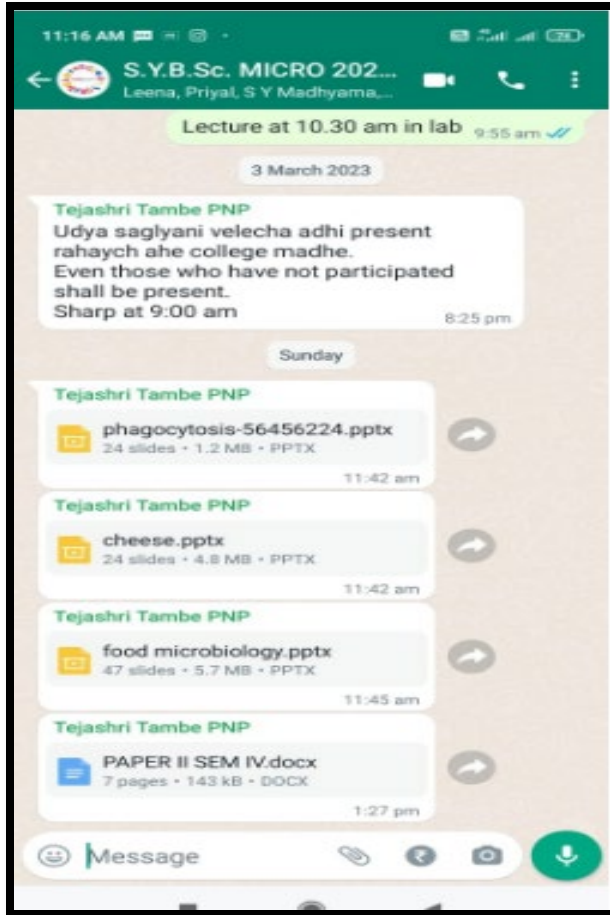 11:16 AM
S.Y.B.Sc. MICRO 202...
Leena, Priyal, S Y Madhyama,...
Lecture at 10.30 am in lab 9:55 am
3 March 2023
Tejashri Tambe PNP
Udya saglyani velecha adhi present
rahaych ahe college madhe.
Even those who have not participated
shall be present.
Sharp at 9:00 am
8:25 pm
Sunday
Tejashri Tambe PNP
phagocytosis-56456224.pptx
24 slides • 1.2 MB • PPTX
11:42 am
Tejashri Tambe PNP
cheese.pptx
24 slides • 4.8 MB • PPTX
11:42 am
Tejashri Tambe PNP
food microbiology.pptx
47 slides • 5.7 MB • PPTX
11:45 am
Tejashri Tambe PNP
PAPER II SEM IV.docx
7 pages • 143 kB • DOCX
1:27 pm
Message